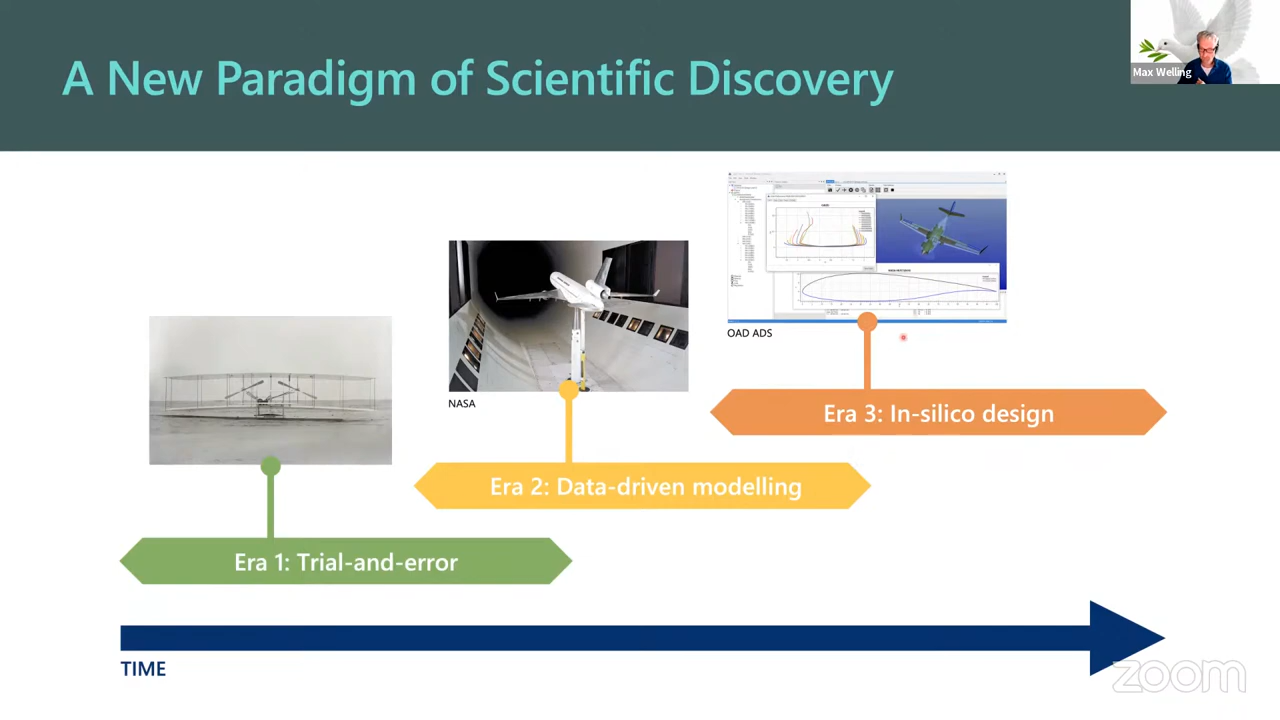 A New Paradigm of Scientific Discovery
Max Welling
OAD ADS
NASA
Era 3: In-silico design
Era 2: Data-driven modelling
Era 1: Trial-and-error
TIME
zoom